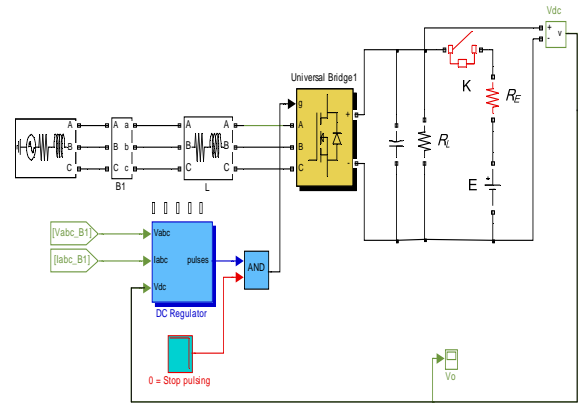 Vdc
+
v
-
Universal Bridge1
K
R_E
g
A
A a
A A
A
+
B
B b
B B
B
R_L
C
C c
C C
C
-
E
+
B1
L
[Vabc_B1]
Vabc
[Iabc_B1]
Iabc
pulses
AND
Vdc
DC Regulator
0 = Stop pulsing
Vo